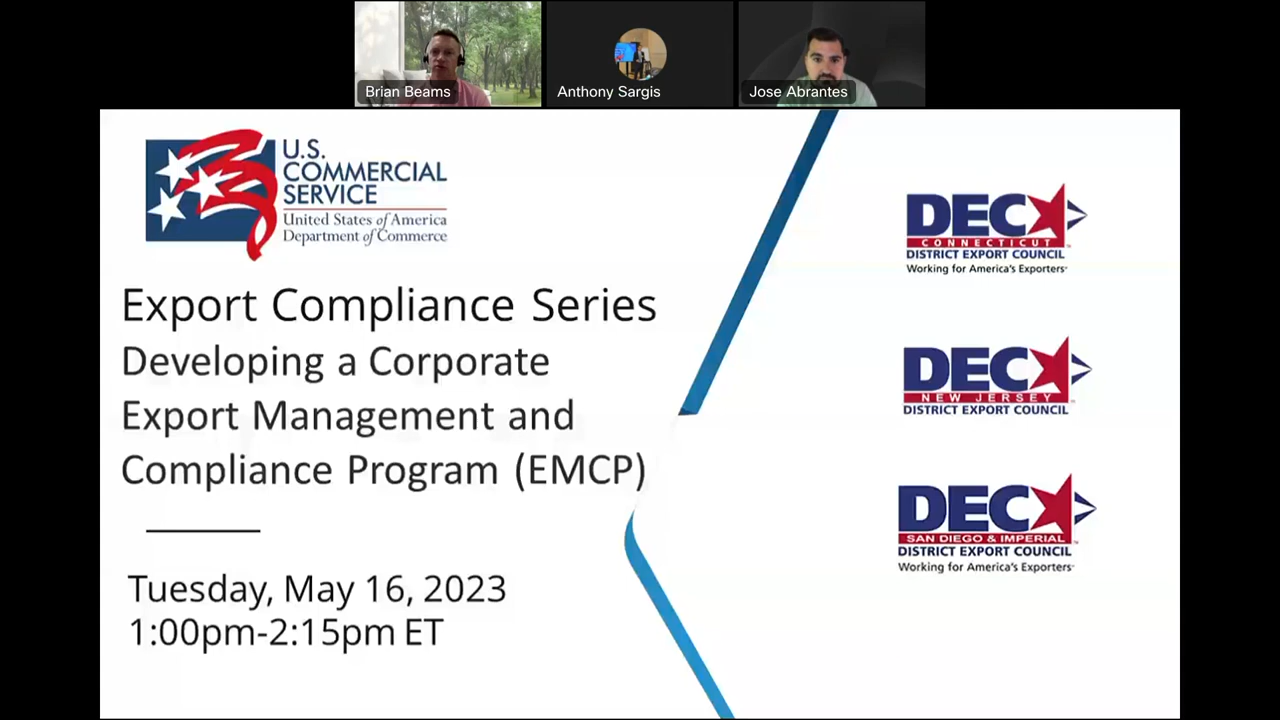 Brian Beams
Anthony Sargis
Jose Abrantes
U.S.
COMMERCIAL
SERVICE
United States of America
Department of Commerce
Export Compliance Series
Developing a Corporate
Export Management and
Compliance Program (EMCP)
Tuesday, May 16, 2023
1:00pm-2:15pm ET
DEC
CONNECTICUT
DISTRICT EXPORT COUNCIL
Working for America's Exporters
DEC
NEW JERSEY
DISTRICT EXPORT COUNCIL
DEC
SAN DIEGO & IMPERIAL
DISTRICT EXPORT COUNCIL
Working for America's Exporters